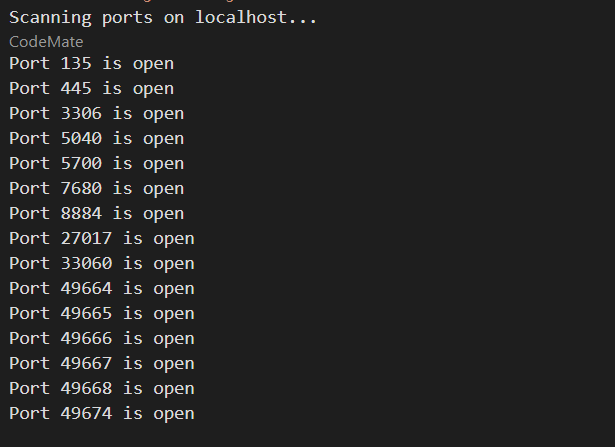 Scanning ports on localhost...
CodeMate
Port 135 is open
Port 445 is open
Port 3306 is open
Port 5040 is open
Port 5700 is open
Port 7680 is open
Port 8884 is open
Port 27017 is open
Port 33060 is open
Port 49664 is open
Port 49665 is open
Port 49666 is open
Port 49667 is open
Port 49668 is open
Port 49674 is open